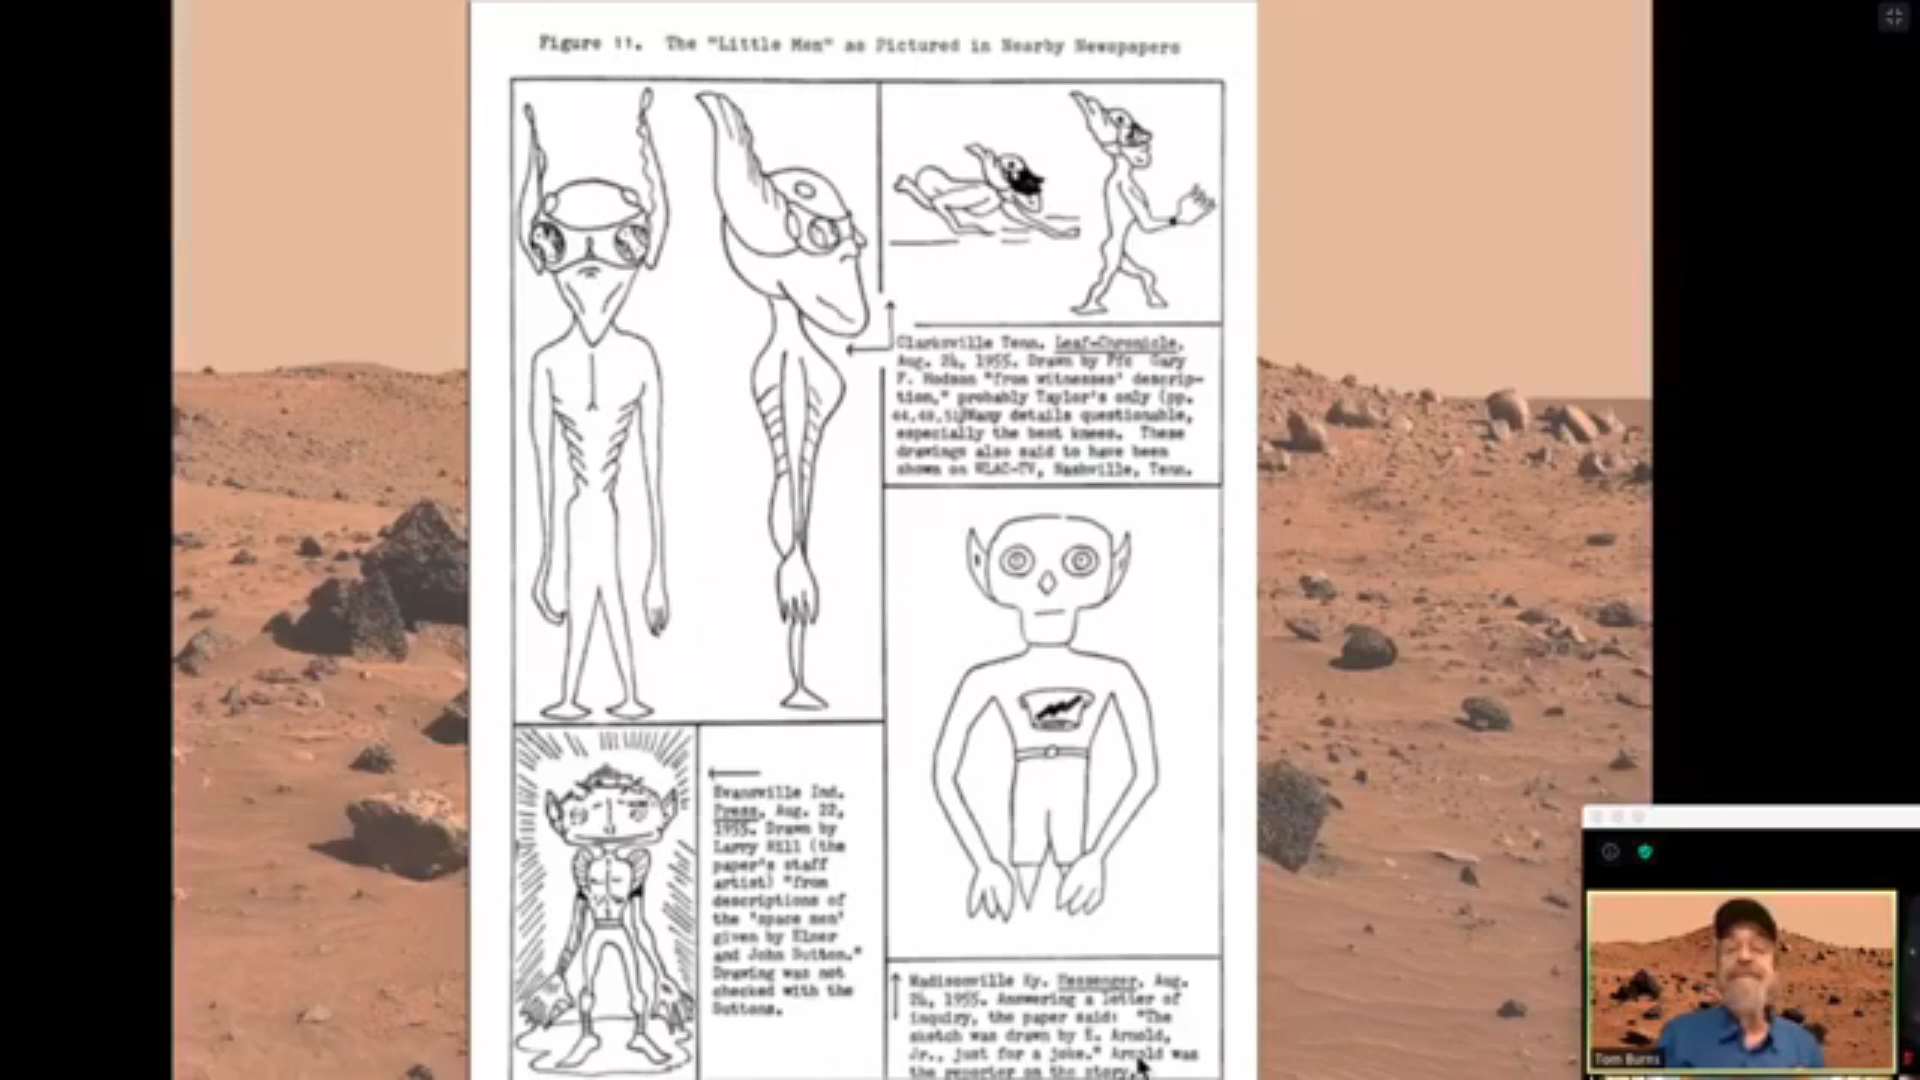 Figure 11. The "Little Men" as Pictured in Nearby Newspapers
Clarksville Tenn. Leaf-Chronicle,
Aug. 24, 1955. Drawn by Pfc Gary
F. Hodson "from witnesses' descrip-
tion," probably Taylor's only (pp.
44,49,51)Many details questionable,
especially the bent knees. These
drawings also said to have been
shown on WLAC-TV, Nashville, Tenn.
Evansville Ind.
Press, Aug. 22,
1955. Drawn by
Larry Hill (the
paper's staff
artist) "from
descriptions of
the 'space men'
given by Elmer
and John Sutton."
Drawing was not
checked with the
Suttons.
Madisonville Ky. Messenger, Aug.
24, 1955. Answering a letter of
inquiry, the paper said: "The
sketch was drawn by E. Arnold,
Jr., just for a joke." Arnold was
the reporter on the story.
Tom Burns